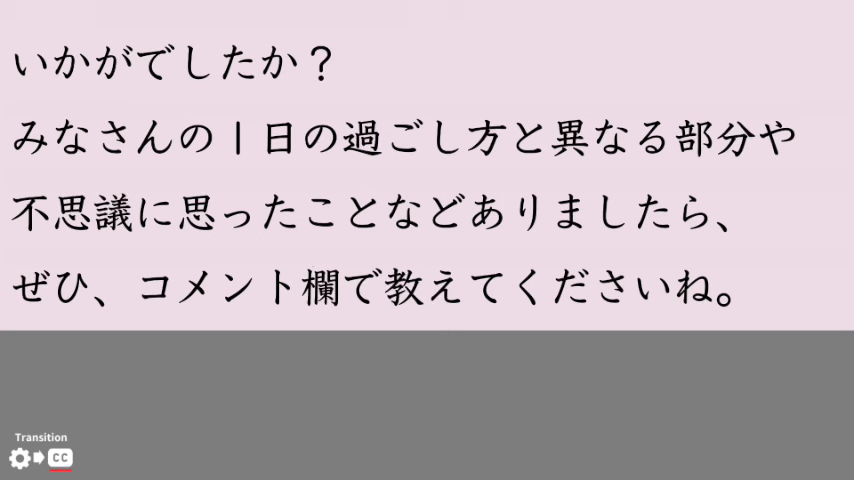 いかがでしたか？
みなさんの1日の過ごし方と異なる部分や
不思議に思ったことなどありましたら、
ぜひ、コメント欄で教えてくださいね。
Transition
CC